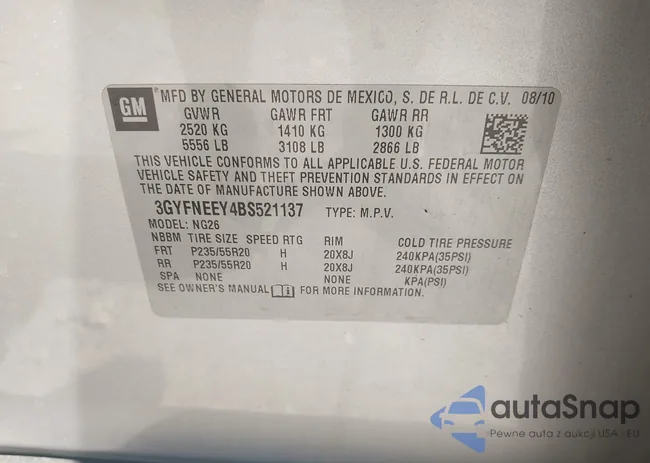 GM MFD BY GENERAL MOTORS DE MEXICO, S. DE R.L. DE C.V. 08/10
GVWR GAWR FRT GAWR RR
2520 KG 1410 KG 1300 KG
5556 LB 3108 LB 2866 LB
THIS VEHICLE CONFORMS TO ALL APPLICABLE U.S. FEDERAL MOTOR
VEHICLE SAFETY AND THEFT PREVENTION STANDARDS IN EFFECT ON
THE DATE OF MANUFACTURE SHOWN ABOVE.
3GYFNEEY4BS521137 TYPE: M.P.V.
MODEL: NG26
NBBM TIRE SIZE SPEED RTG RIM COLD TIRE PRESSURE
FRT P235/55R20 H 20X8J 240KPA(35PSI)
RR P235/55R20 H 20X8J 240KPA(35PSI)
SPA NONE NONE KPA(PSI)
SEE OWNER'S MANUAL FOR MORE INFORMATION.
autaSnap
Pewne auta z aukcji USA i EU